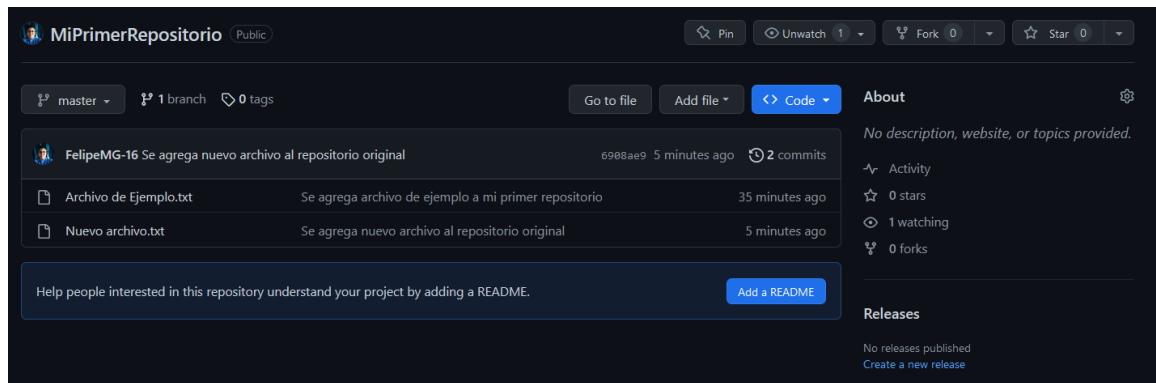 MiPrimerRepositorio Public Pin Unwatch 1 Fork 0 Star 0
master 1 branch 0 tags Go to file Add file Code
FelipeMG-16 Se agrega nuevo archivo al repositorio original 6908ae9 5 minutes ago 2 commits
Archivo de Ejemplo.txt Se agrega archivo de ejemplo a mi primer repositorio 35 minutes ago
Nuevo archivo.txt Se agrega nuevo archivo al repositorio original 5 minutes ago
Help people interested in this repository understand your project by adding a README. Add a README
About
No description, website, or topics provided.
Activity
0 stars
1 watching
0 forks
Releases
No releases published
Create a new release